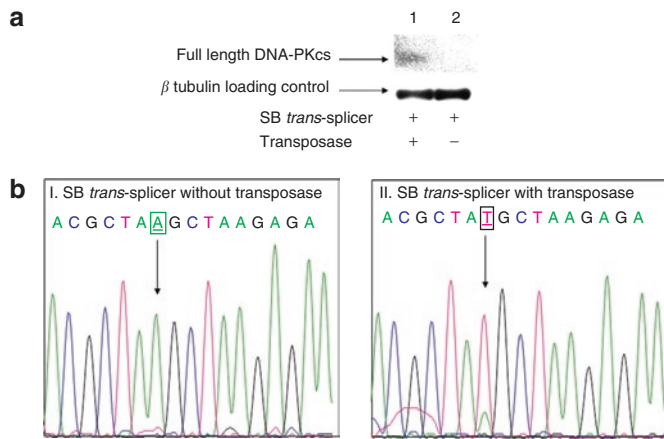 a
1 2
Full length DNA-PKcs
β tubulin loading control
SB trans-splicer + +
Transposase + −
b
I. SB trans-splicer without transposase
A C G C T A A G C T A A G A G A
II. SB trans-splicer with transposase
A C G C T A T G C T A A G A G A